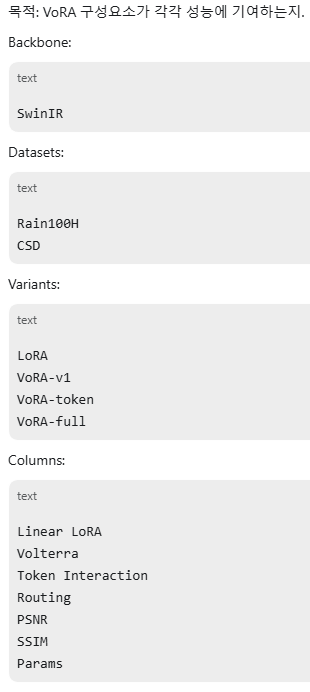 목적: VoRA 구성요소가 각각 성능에 기여하는지.
Backbone:
text
SwinIR
Datasets:
text
Rain100H
CSD
Variants:
text
LoRA
VoRA-v1
VoRA-token
VoRA-full
Columns:
text
Linear LoRA
Volterra
Token Interaction
Routing
PSNR
SSIM
Params